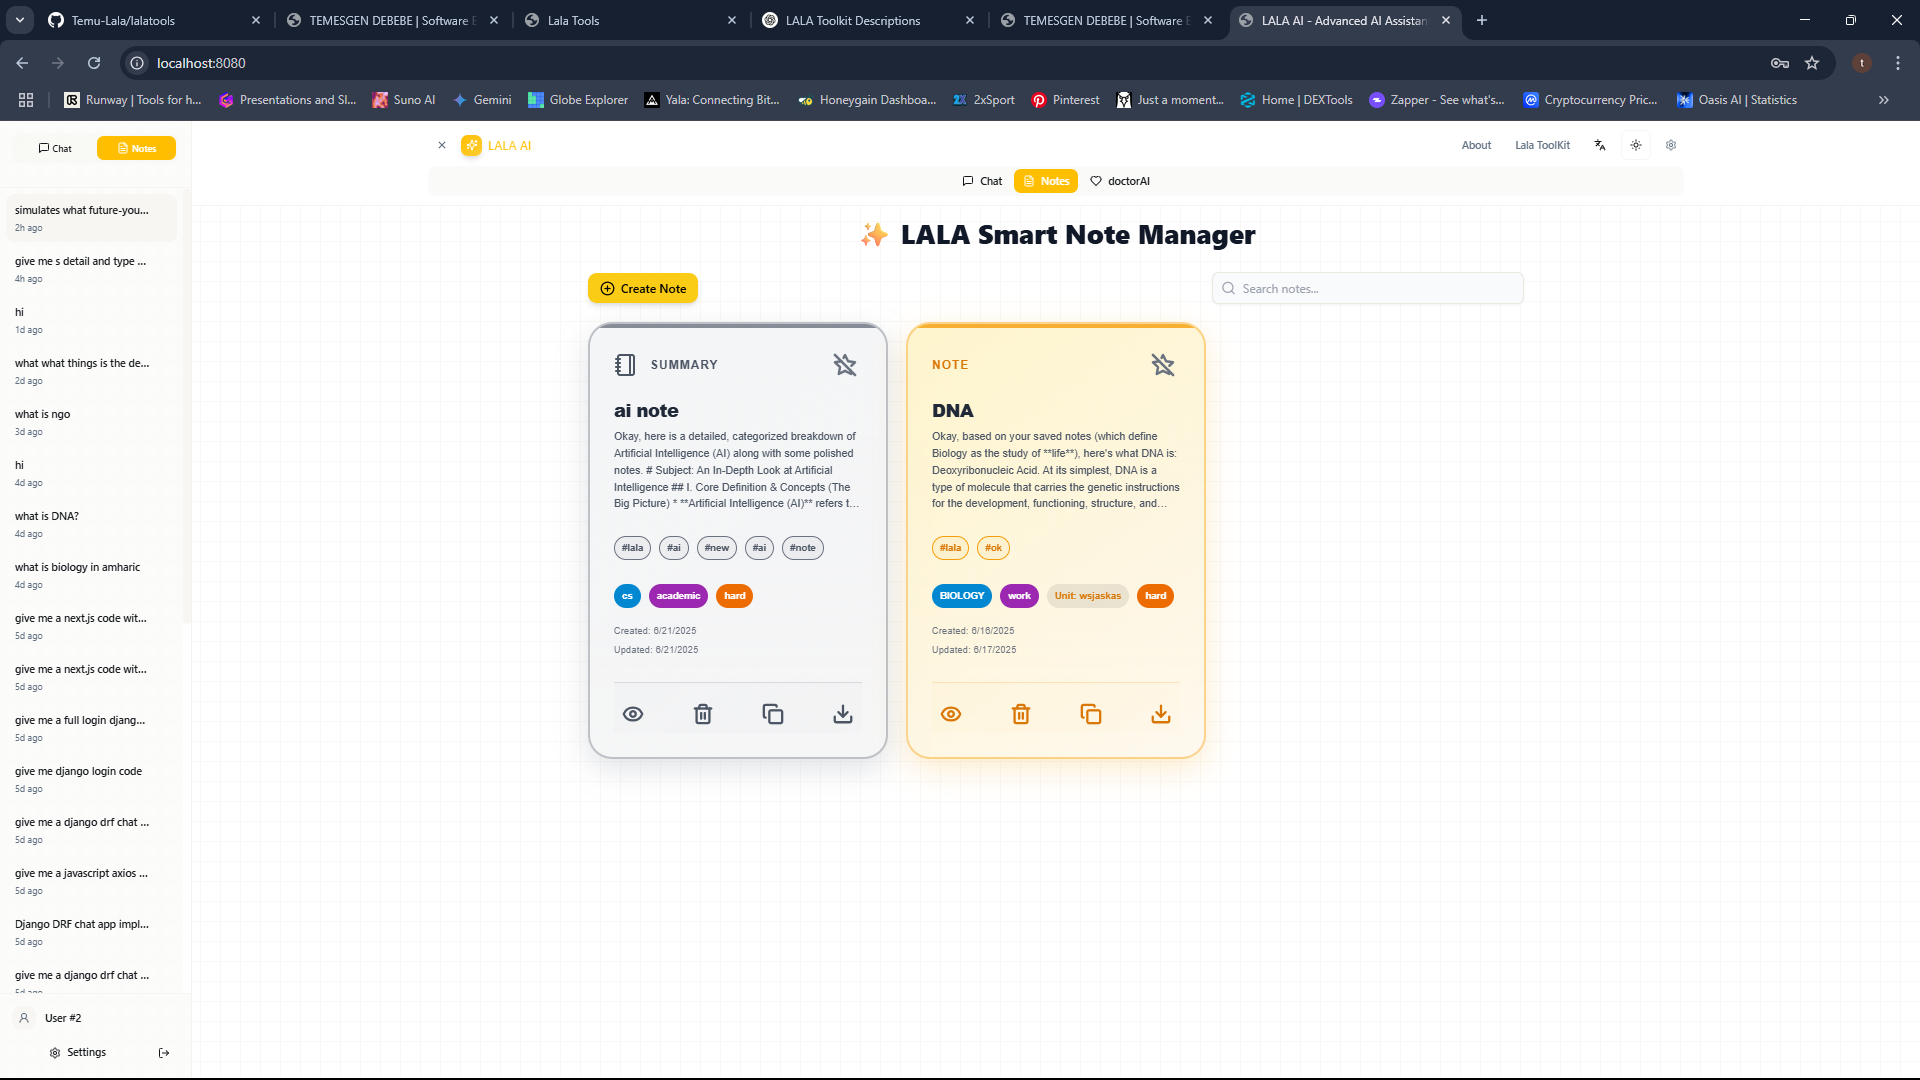 Temu-Lala/lalatools
TEMESGEN DEBEBE | Software E
Lala Tools
LALA Toolkit Descriptions
TEMESGEN DEBEBE | Software E
LALA AI - Advanced AI Assistan
localhost:8080
t
Runway | Tools for h...
Presentations and Sl...
Suno AI
Gemini
Globe Explorer
Yala: Connecting Bit...
Honeygain Dashboa...
2xSport
Pinterest
Just a moment...
Home | DEXTools
Zapper - See what's...
Cryptocurrency Pric...
Oasis AI | Statistics
Chat
Notes
simulates what future-you...
2h ago
give me s detail and type ...
4h ago
hi
1d ago
what what things is the de...
2d ago
what is ngo
3d ago
hi
4d ago
what is DNA?
4d ago
what is biology in amharic
4d ago
give me a next.js code wit...
5d ago
give me a next.js code wit...
5d ago
give me a full login djang...
5d ago
give me django login code
5d ago
give me a django drf chat ...
5d ago
give me a javascript axios ...
5d ago
Django DRF chat app impl...
5d ago
give me a django drf chat ...
5d ago
User #2
Settings
LALA AI
About
Lala ToolKit
Chat
Notes
doctorAI
LALA Smart Note Manager
Create Note
Search notes...
SUMMARY
ai note
Okay, here is a detailed, categorized breakdown of
Artificial Intelligence (AI) along with some polished
notes. # Subject: An In-Depth Look at Artificial
Intelligence ## I. Core Definition & Concepts (The
Big Picture) * **Artificial Intelligence (AI)** refers t...
#lala
#ai
#new
#ai
#note
cs
academic
hard
Created: 6/21/2025
Updated: 6/21/2025
NOTE
DNA
Okay, based on your saved notes (which define
Biology as the study of **life**), here's what DNA is:
Deoxyribonucleic Acid. At its simplest, DNA is a
type of molecule that carries the genetic instructions
for the development, functioning, structure, and...
#lala
#ok
BIOLOGY
work
Unit: wsjaskas
hard
Created: 6/16/2025
Updated: 6/17/2025